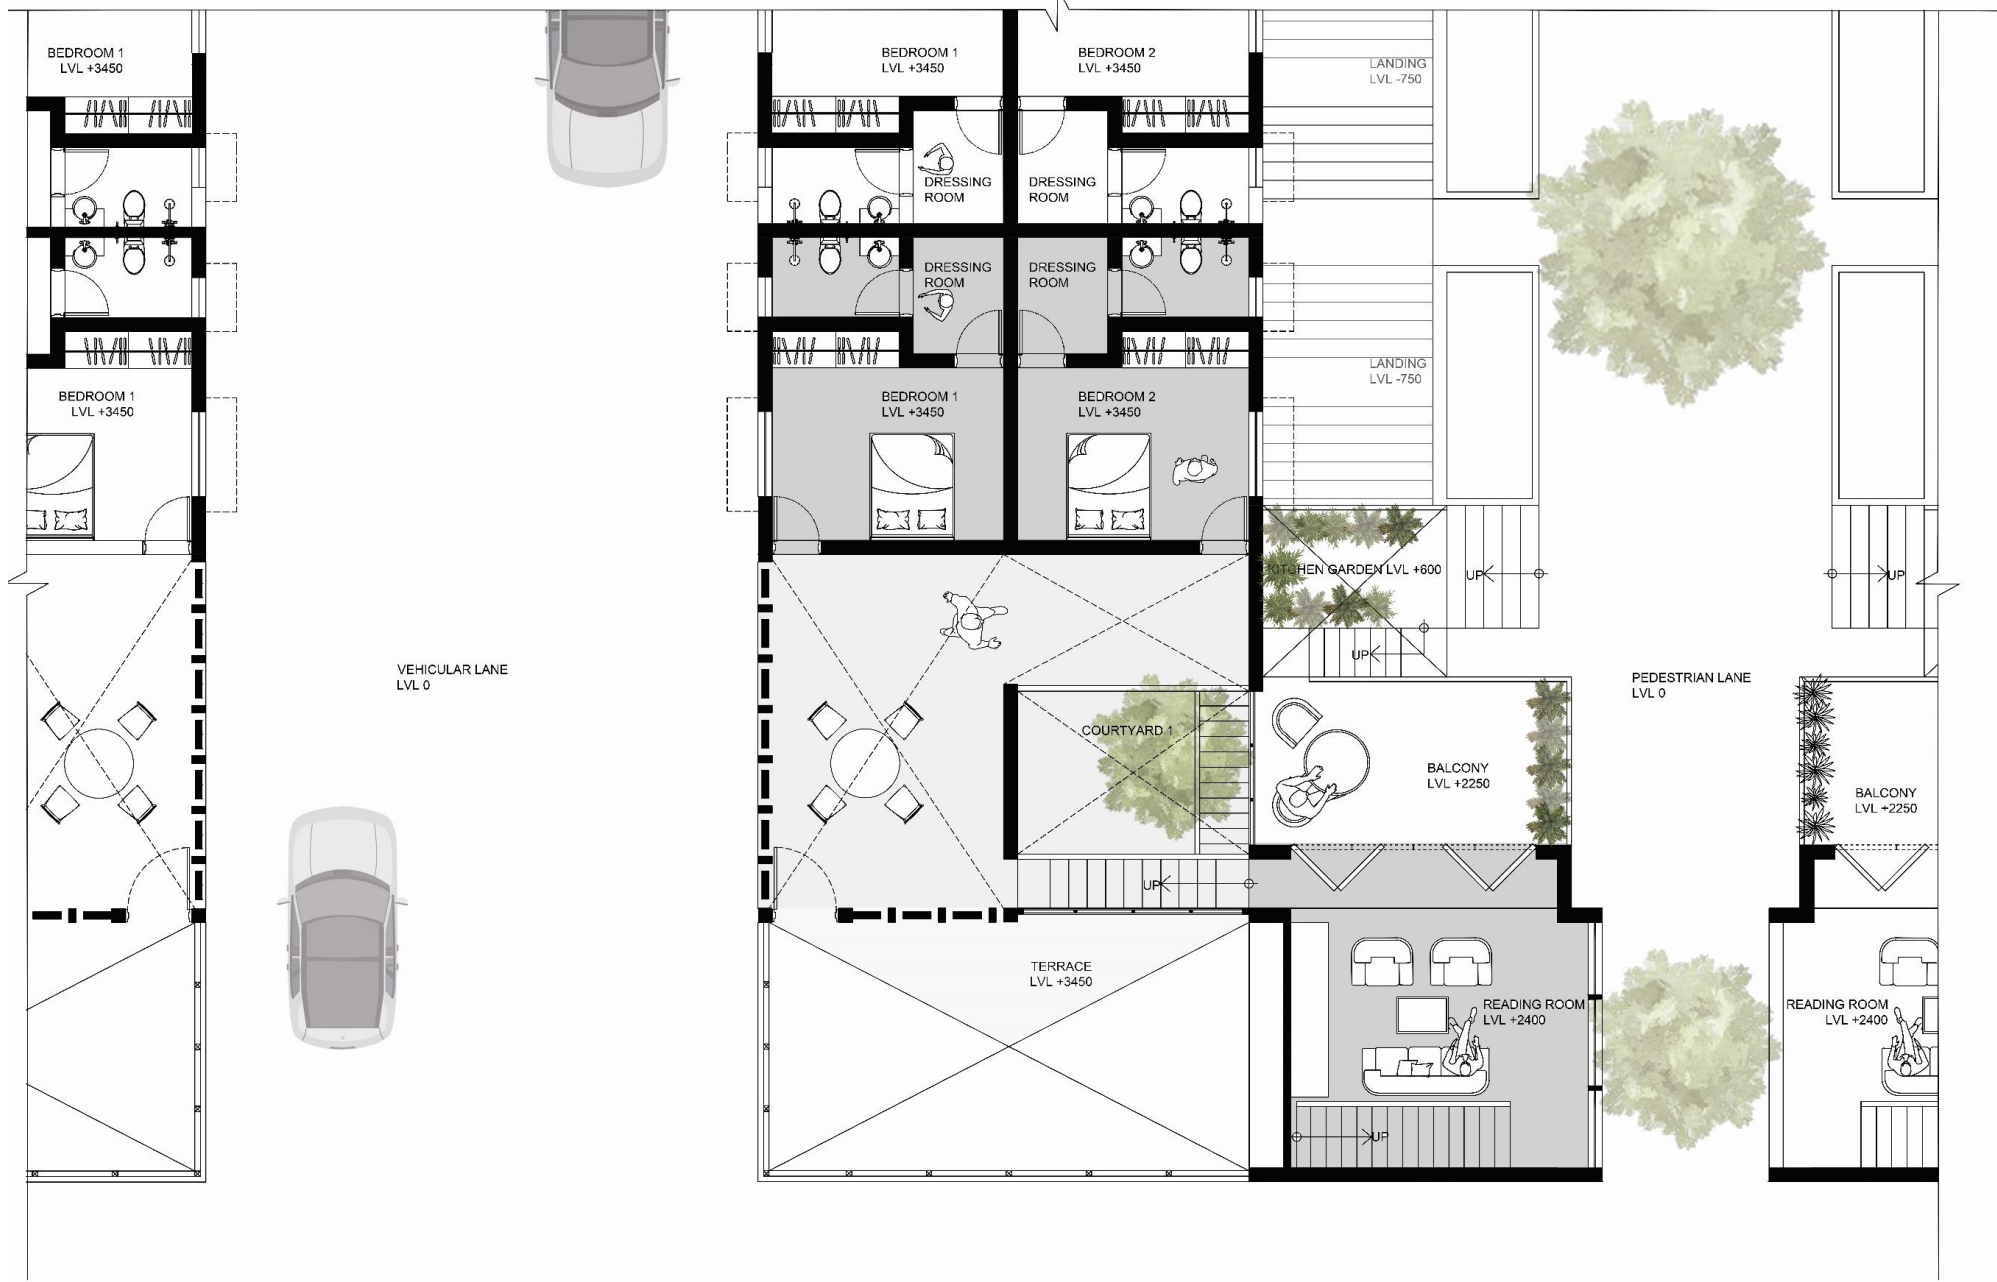 BEDROOM 1
LVL +3450
BEDROOM 1
LVL +3450
BEDROOM 2
LVL +3450
LANDING
LVL -750
DRESSING
ROOM
DRESSING
ROOM
DRESSING
ROOM
DRESSING
ROOM
LANDING
LVL -750
BEDROOM 1
LVL +3450
BEDROOM 1
LVL +3450
BEDROOM 2
LVL +3450
KITCHEN GARDEN LVL +600
UP
UP
UP
VEHICULAR LANE
LVL 0
PEDESTRIAN LANE
LVL 0
COURTYARD 1
BALCONY
LVL +2250
BALCONY
LVL +2250
UP
TERRACE
LVL +3450
READING ROOM
LVL +2400
READING ROOM
LVL +2400
UP